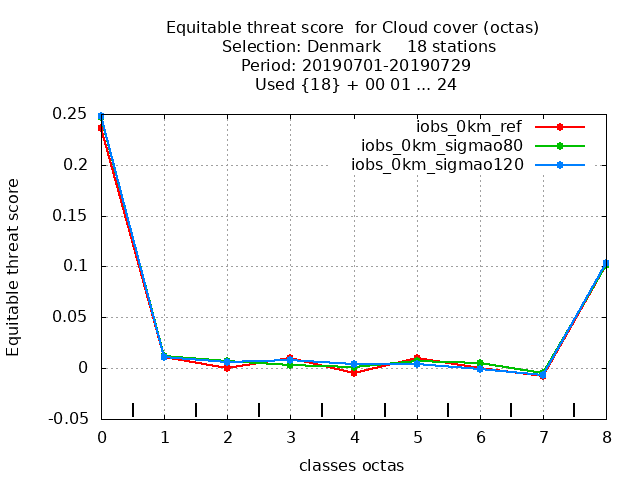 Equitable threat score  for Cloud cover (octas)
Selection: Denmark     18 stations
Period: 20190701-20190729
Used {18} + 00 01 ... 24
iobs_0km_ref
iobs_0km_sigmao80
iobs_0km_sigmao120
Equitable threat score
0.25
0.2
0.15
0.1
0.05
0
-0.05
0 1 2 3 4 5 6 7 8
classes octas